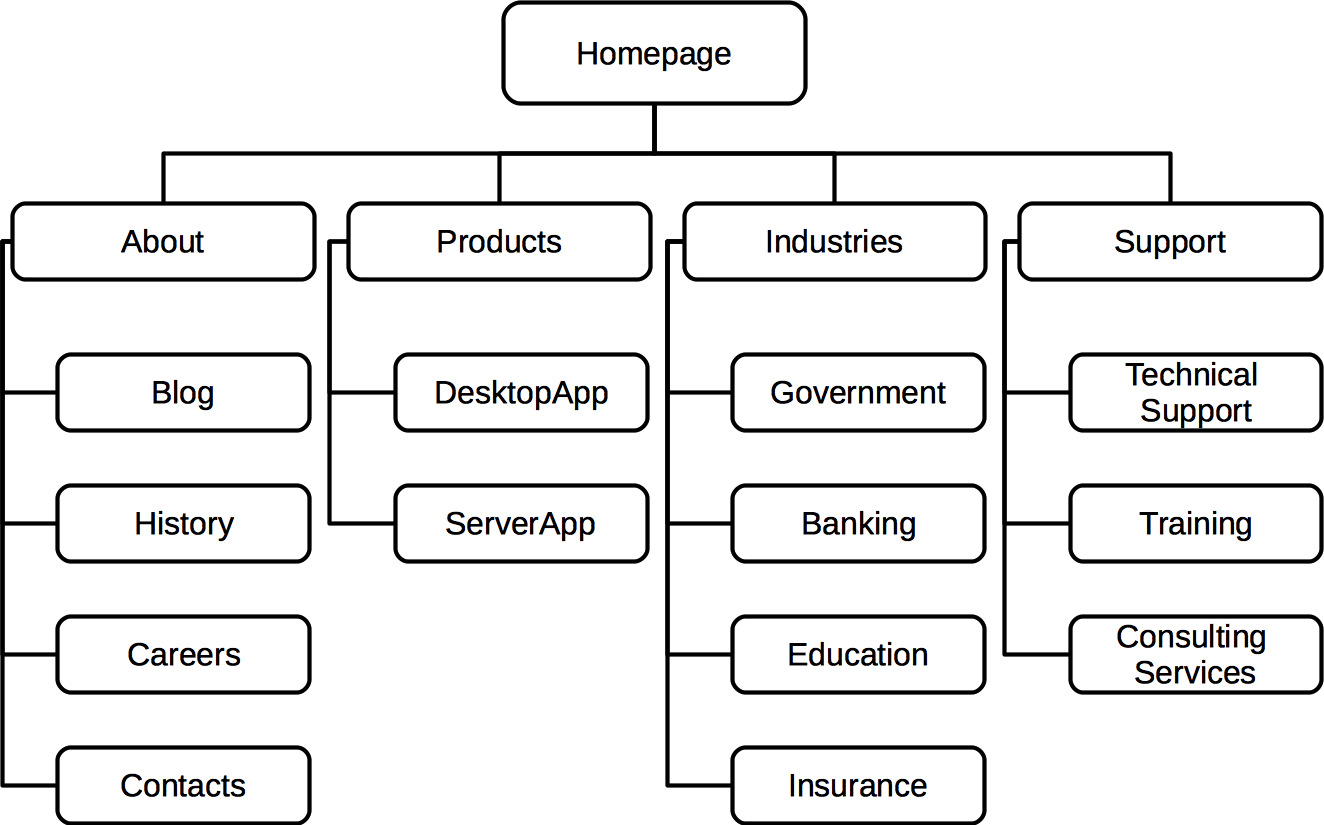 Homepage
About
Products
Industries
Support
Blog
DesktopApp
Government
Technical
Support
History
ServerApp
Banking
Training
Careers
Education
Consulting
Services
Contacts
Insurance